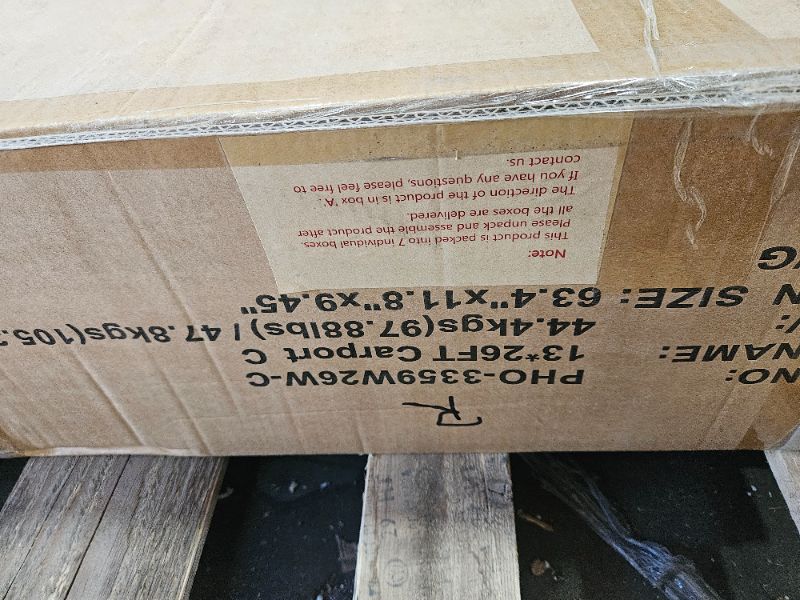 NO: PHO-3359W26W-C
NAME: 13*26FT Carport C
44.4kgs(97.88lbs) / 47.8kgs(105.
SIZE: 63.4"x11.8"x9.45"
Note:
This product is packed into 7 individual boxes.
Please unpack and assemble the product after
all the boxes are delivered.
The direction of the product is in box 'A'.
If you have any questions, please feel free to
contact us.